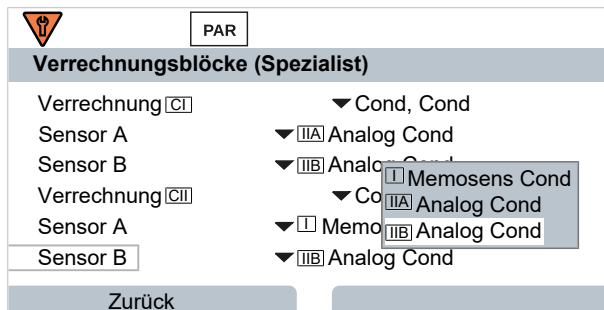 PAR
Verrechnungsblöcke (Spezialist)
Verrechnung CI Cond, Cond
Sensor A IIA Analog Cond
Sensor B IIB Analog
Verrechnung CII Co
Sensor A I Memo
Sensor B IIB Analog Cond
I Memosens Cond
IIA Analog Cond
IIB Analog Cond
Zurück